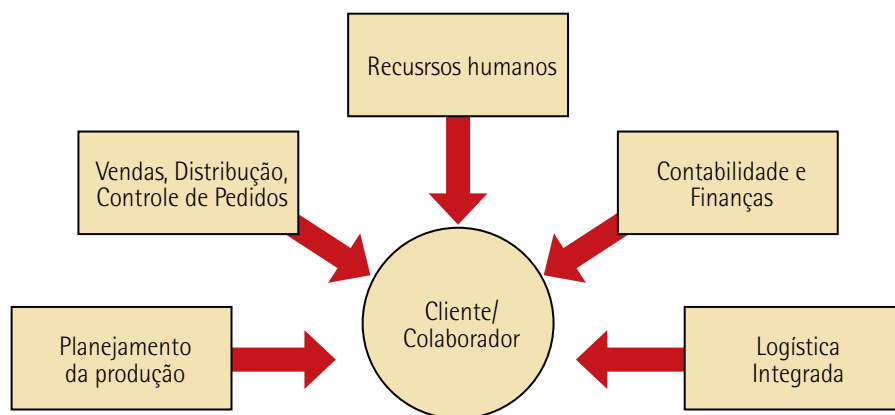 Recusrsos humanos
Vendas, Distribução,
Controle de Pedidos
Contabilidade e
Finanças
Cliente/
Colaborador
Planejamento
da produção
Logística
Integrada